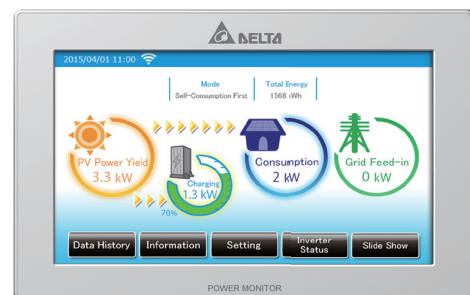 DELTA
2015/04/01 11:00
Mode
Self-Consumption First
Total Energy
1568 kWh
PV Power Yield
3.3 kW
Charging
1.3 kW
70%
Consumption
2 kW
Grid Feed-in
0 kW
Data History
Information
Setting
Inverter
Status
Slide Show
POWER MONITOR